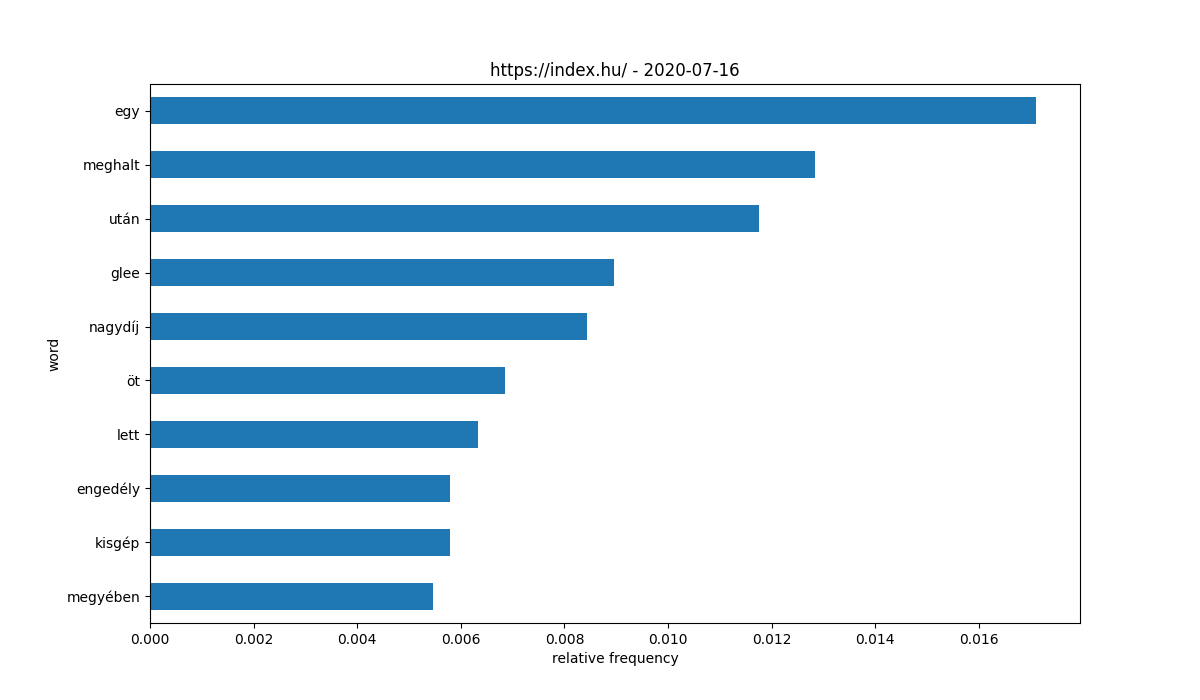 https://index.hu/ - 2020-07-16
egy
meghalt
után
glee
nagydíj
öt
lett
engedély
kisgép
megyében
word
0.000 0.002 0.004 0.006 0.008 0.010 0.012 0.014 0.016
relative frequency